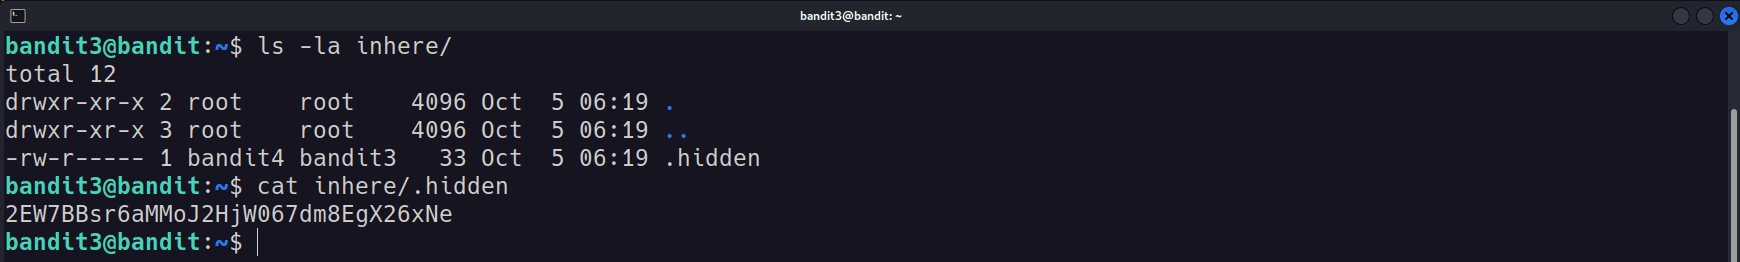 bandit3@bandit: ~
bandit3@bandit:~$ ls -la inhere/
total 12
drwxr-xr-x 2 root    root    4096 Oct  5 06:19 .
drwxr-xr-x 3 root    root    4096 Oct  5 06:19 ..
-rw-r----- 1 bandit4 bandit3   33 Oct  5 06:19 .hidden
bandit3@bandit:~$ cat inhere/.hidden
2EW7BBsr6aMMoJ2HjW067dm8EgX26xNe
bandit3@bandit:~$